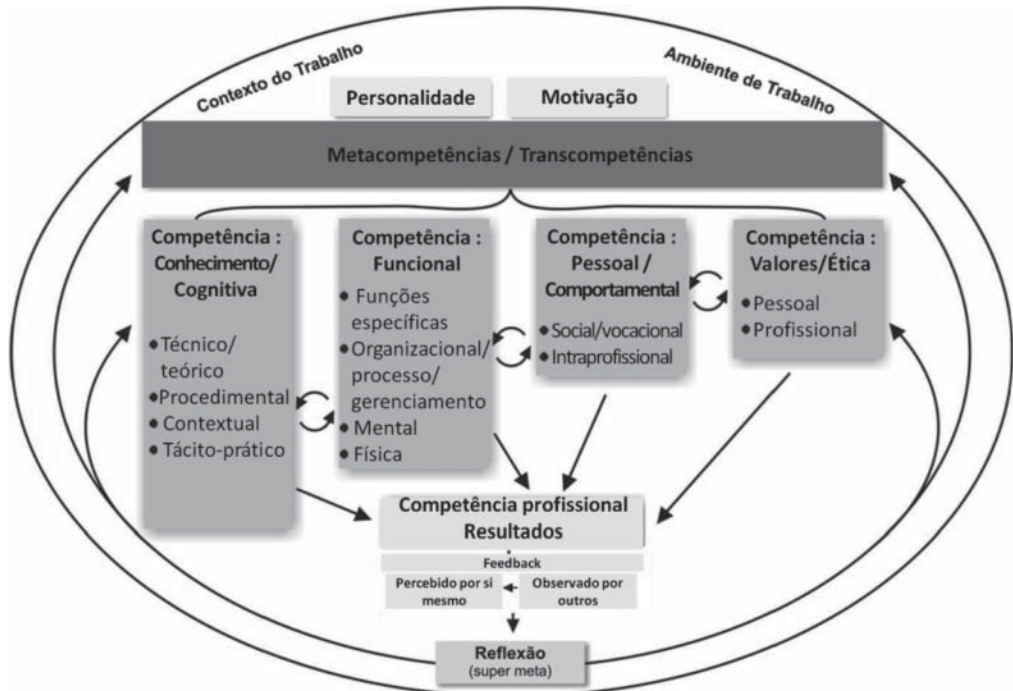 Contexto do Trabalho
Ambiente de Trabalho
Personalidade
Motivação
Metacompetências / Transcompetências
Competência :
Conhecimento/
Cognitiva
• Técnico/
teórico
• Procedimental
• Contextual
• Tácito-prático
Competência :
Funcional
• Funções
específicas
• Organizacional/
processo/
gerenciamento
• Mental
• Física
Competência :
Pessoal /
Comportamental
• Social/vocacional
• Intraprofissional
Competência :
Valores/Ética
• Pessoal
• Profissional
Competência profissional
Resultados
Feedback
Percebido por si
mesmo
Observado por
outros
Reflexão
(super meta)